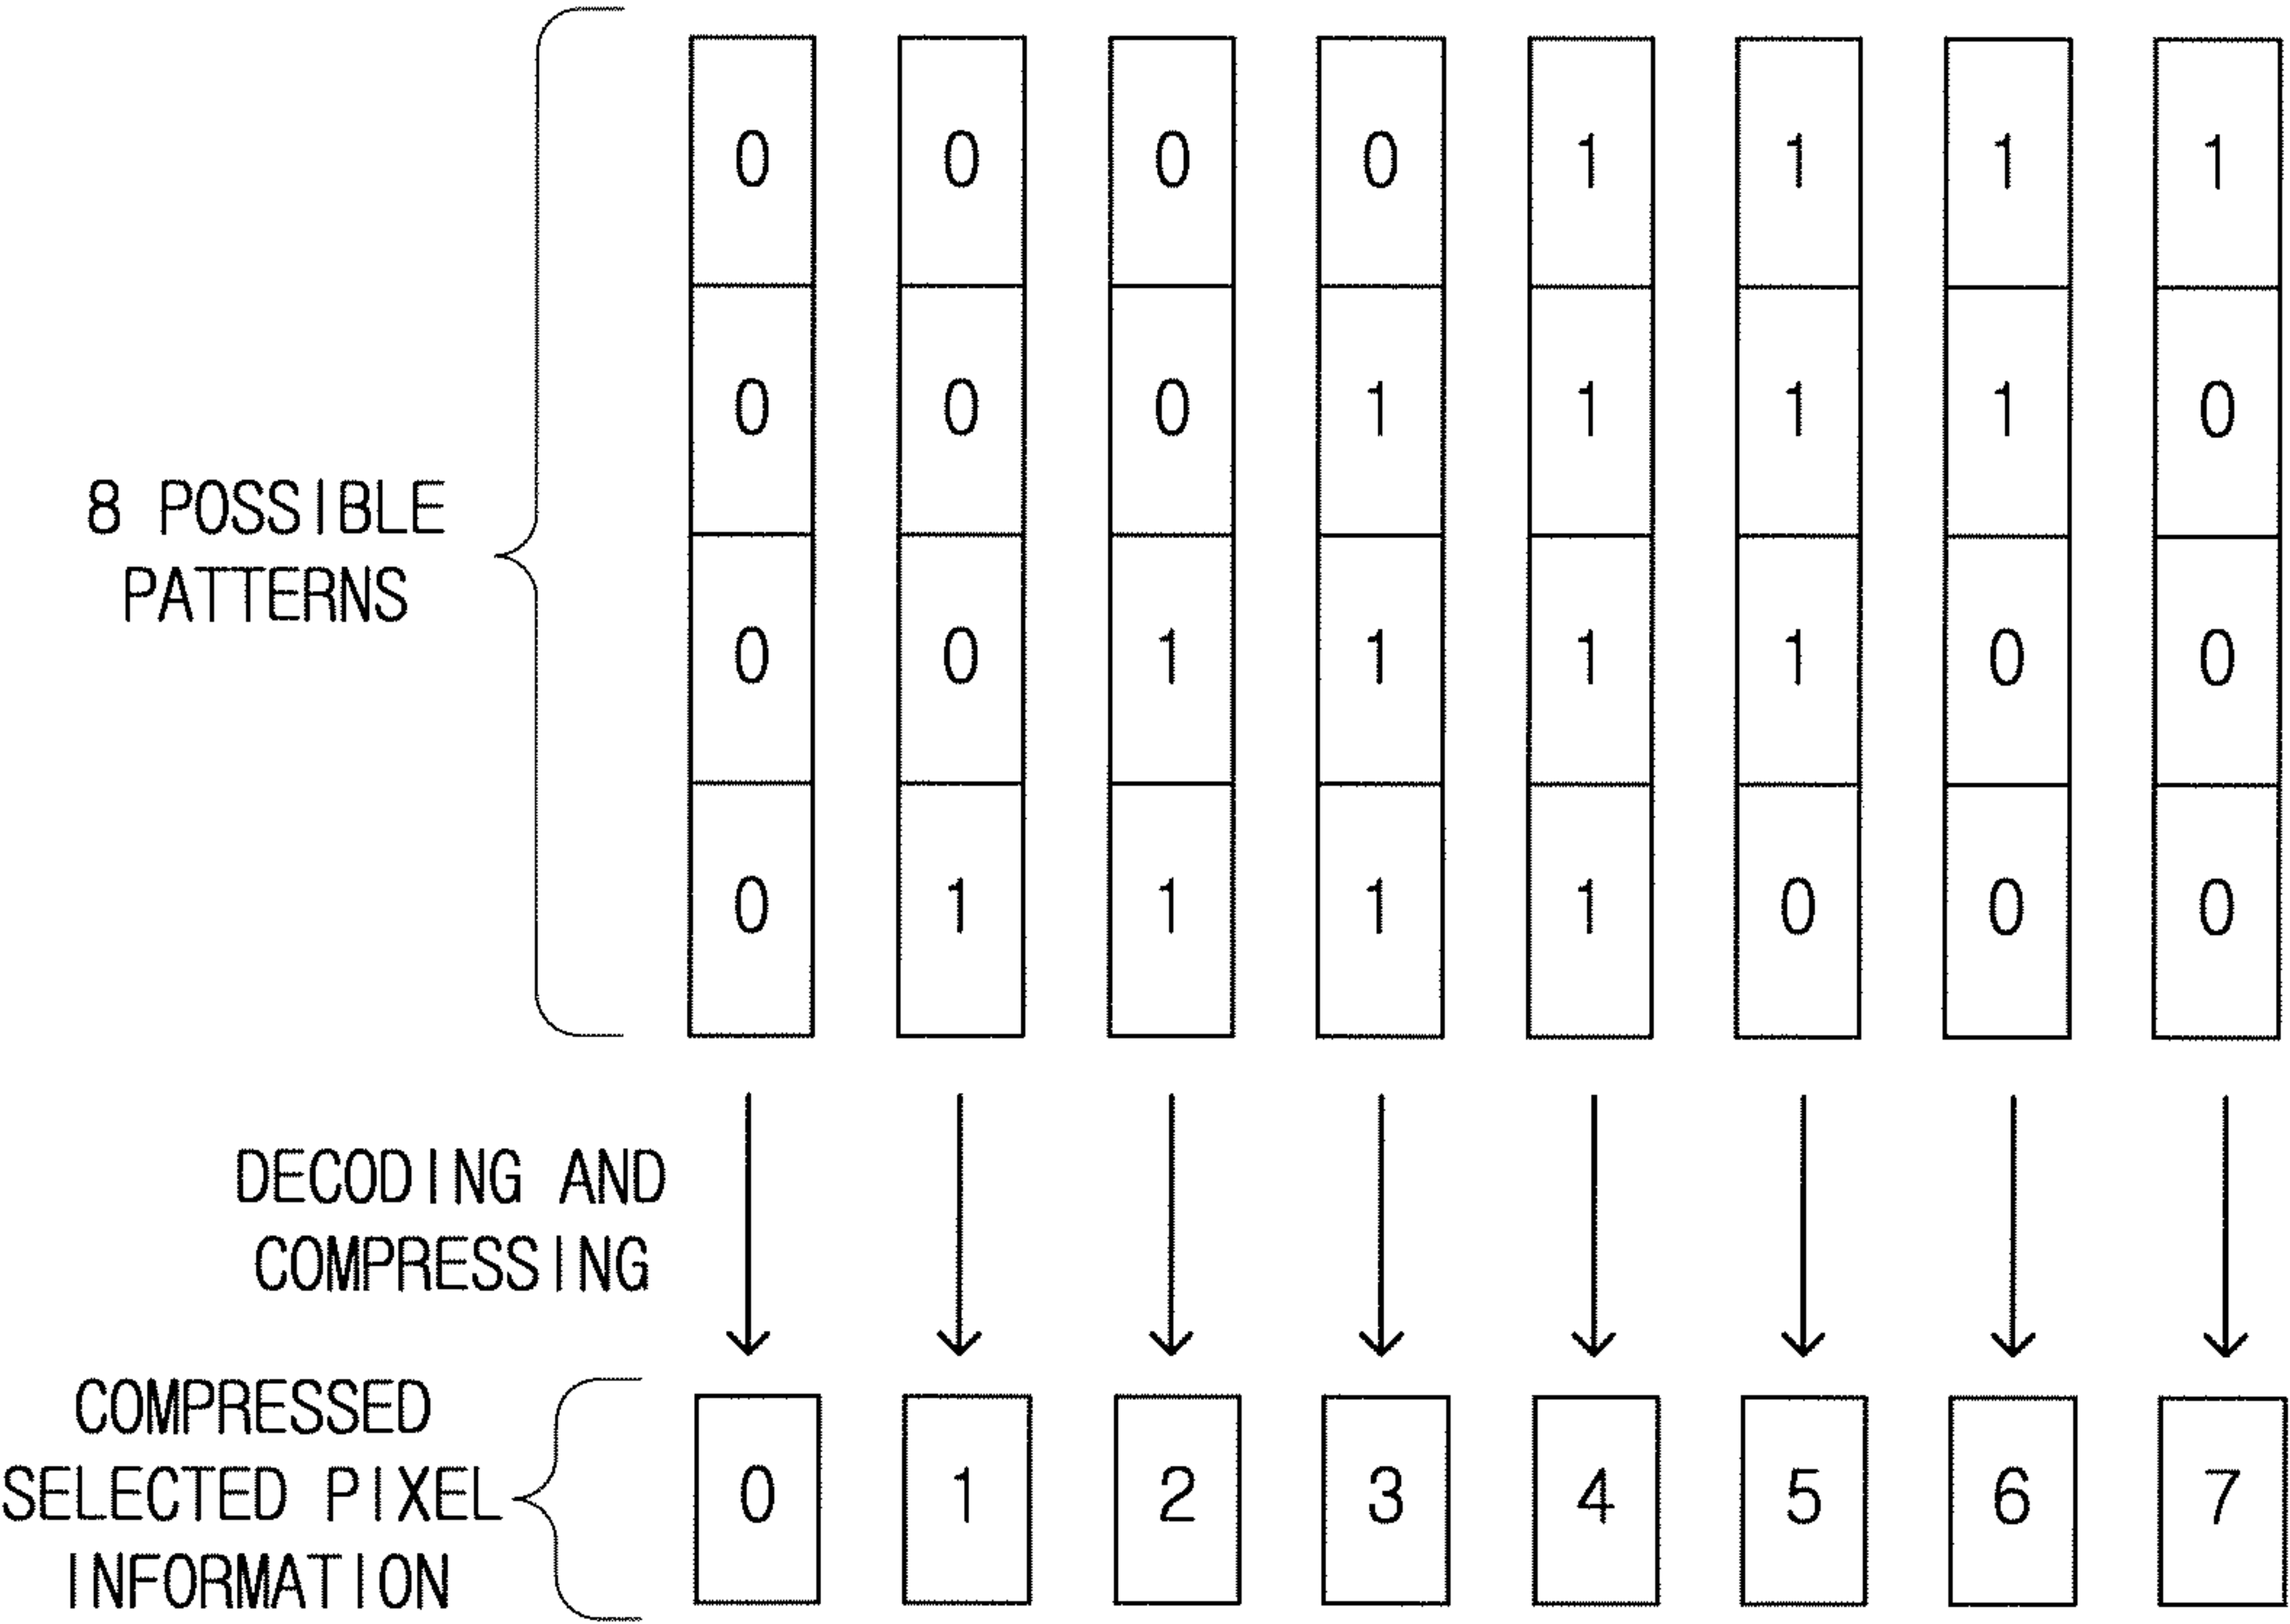 0 0 0 0 1 1 1 1
0 0 0 1 1 1 1 0
8 POSSIBLE
PATTERNS
0 0 1 1 1 1 0 0
0 1 1 1 1 0 0 0
DECODING AND
COMPRESSING
COMPRESSED
SELECTED PIXEL
INFORMATION
0 1 2 3 4 5 6 7